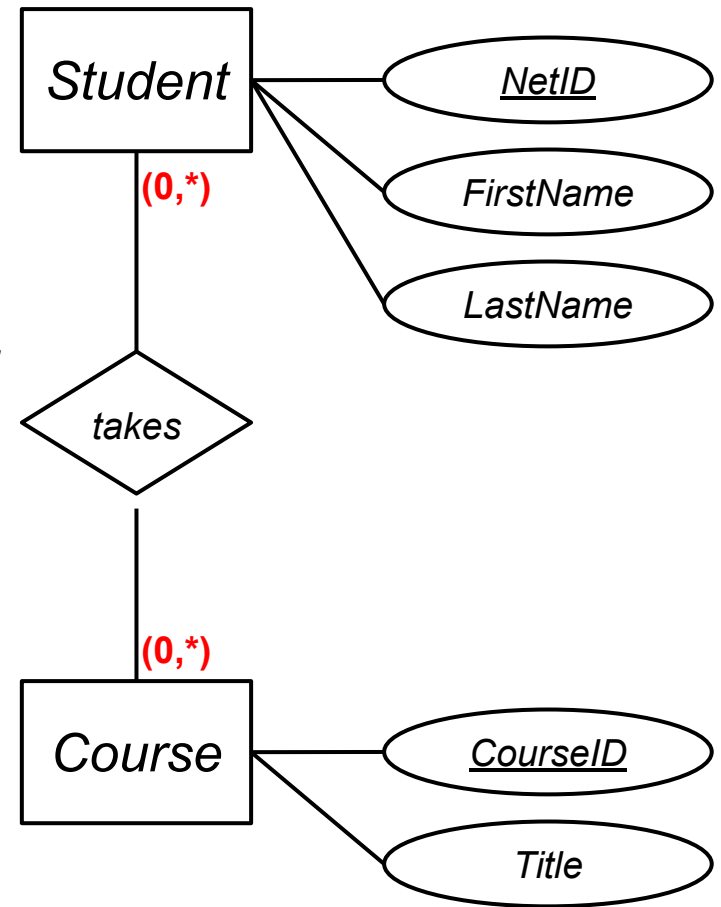 Student
NetID
(0,*)
FirstName
LastName
takes
(0,*)
Course
CourseID
Title